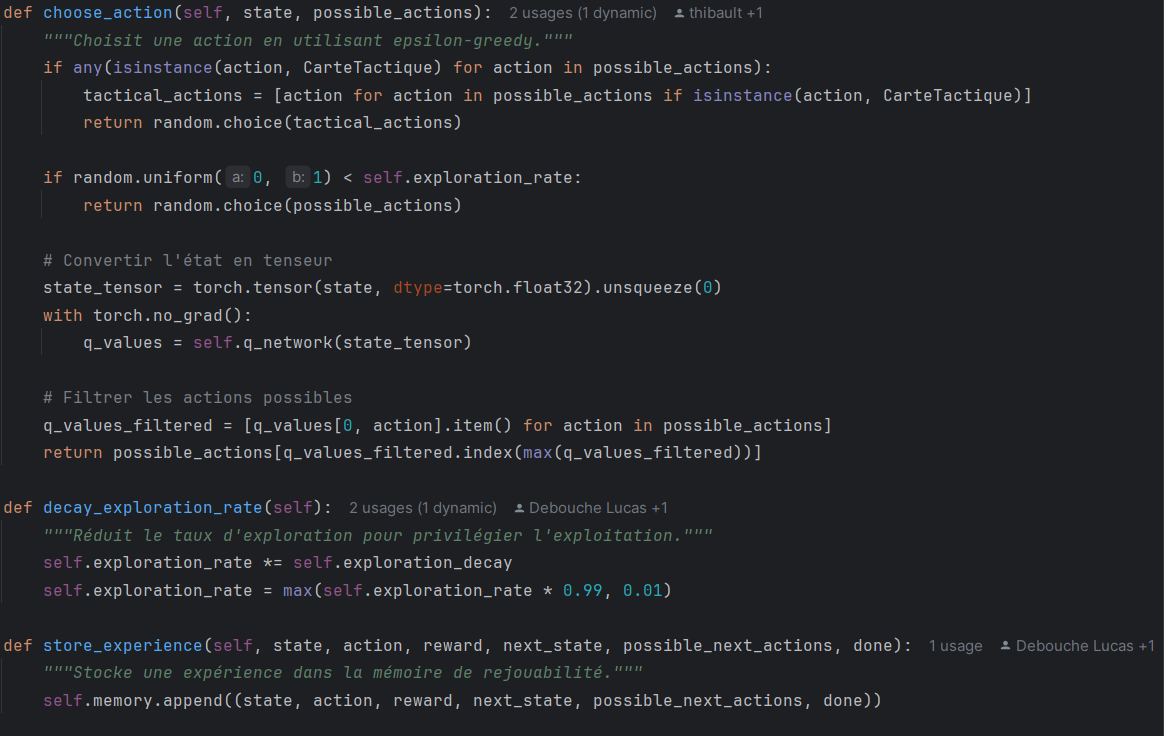 def choose_action(self, state, possible_actions): 2 usages (1 dynamic) thibault +1
"""Choisit une action en utilisant epsilon-greedy."""
if any(isinstance(action, CarteTactique) for action in possible_actions):
tactical_actions = [action for action in possible_actions if isinstance(action, CarteTactique)]
return random.choice(tactical_actions)
if random.uniform( a: 0, b: 1) < self.exploration_rate:
return random.choice(possible_actions)
# Convertir l'état en tenseur
state_tensor = torch.tensor(state, dtype=torch.float32).unsqueeze(0)
with torch.no_grad():
q_values = self.q_network(state_tensor)
# Filtrer les actions possibles
q_values_filtered = [q_values[0, action].item() for action in possible_actions]
return possible_actions[q_values_filtered.index(max(q_values_filtered))]
def decay_exploration_rate(self): 2 usages (1 dynamic) Debouche Lucas +1
"""Réduit le taux d'exploration pour privilégier l'exploitation."""
self.exploration_rate *= self.exploration_decay
self.exploration_rate = max(self.exploration_rate * 0.99, 0.01)
def store_experience(self, state, action, reward, next_state, possible_next_actions, done): 1 usage Debouche Lucas +1
"""Stocke une expérience dans la mémoire de rejouabilité."""
self.memory.append((state, action, reward, next_state, possible_next_actions, done))